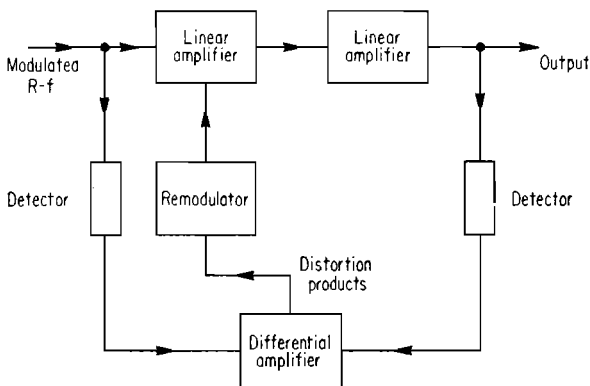 Linear
amplifier
Linear
amplifier
Modulated
R-f
Output
Detector
Remodulator
Detector
Distortion
products
Differential
amplifier